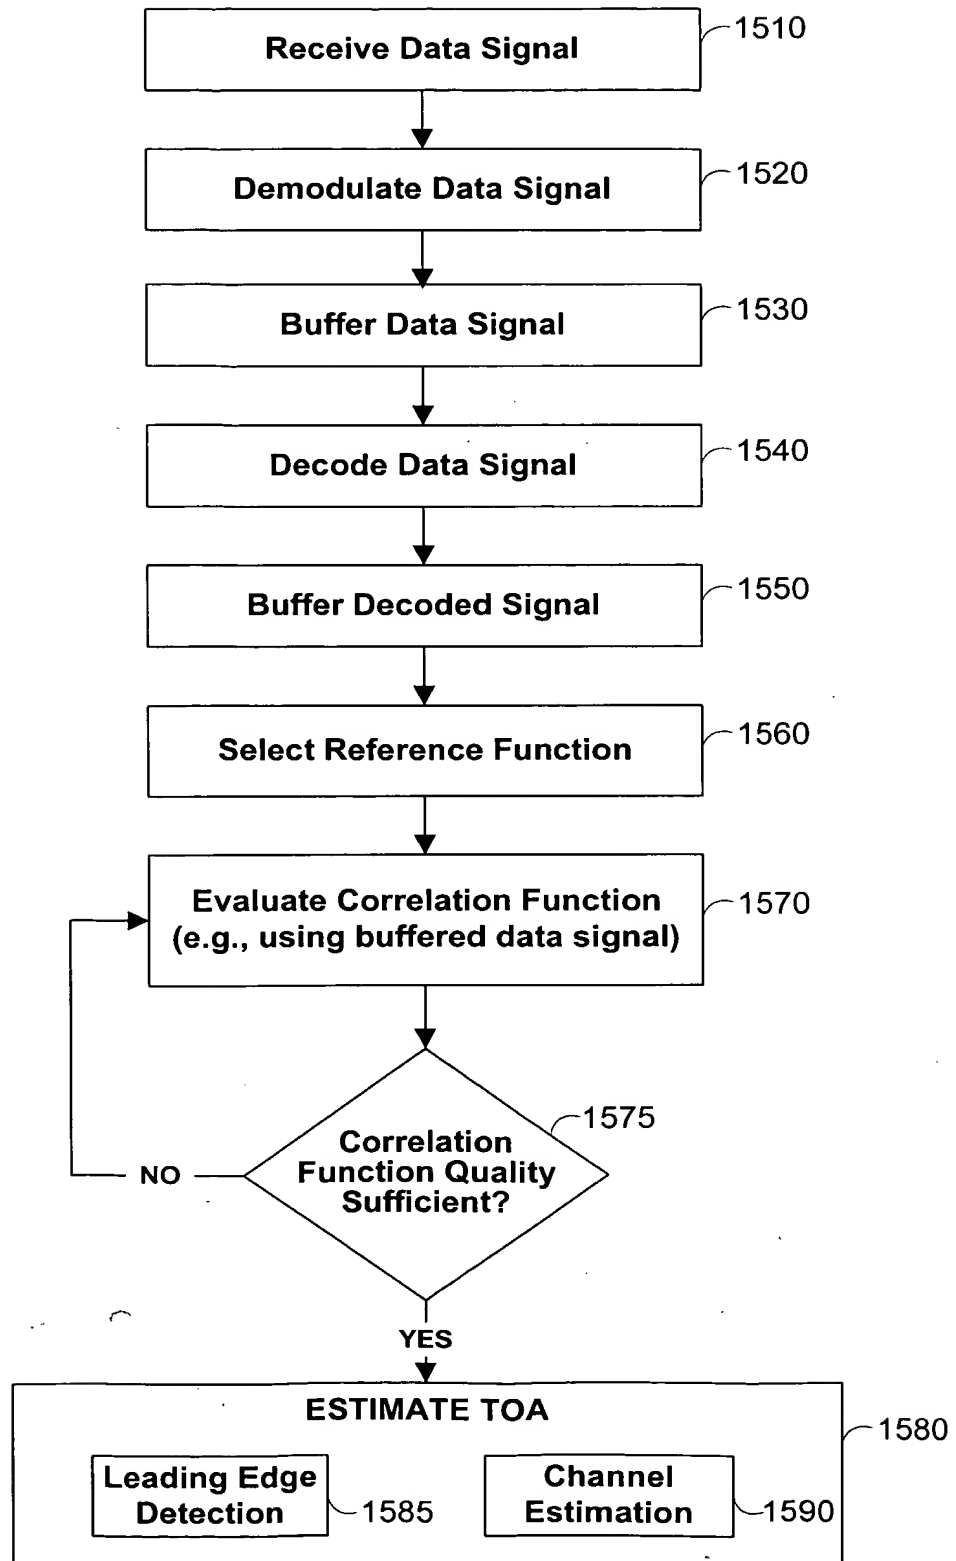 Receive Data Signal
1510
Demodulate Data Signal
1520
Buffer Data Signal
1530
Decode Data Signal
1540
Buffer Decoded Signal
1550
Select Reference Function
1560
Evaluate Correlation Function
(e.g., using buffered data signal)
1570
Correlation
Function Quality
Sufficient?
1575
NO
YES
ESTIMATE TOA
1580
Leading Edge
Detection
1585
Channel
Estimation
1590